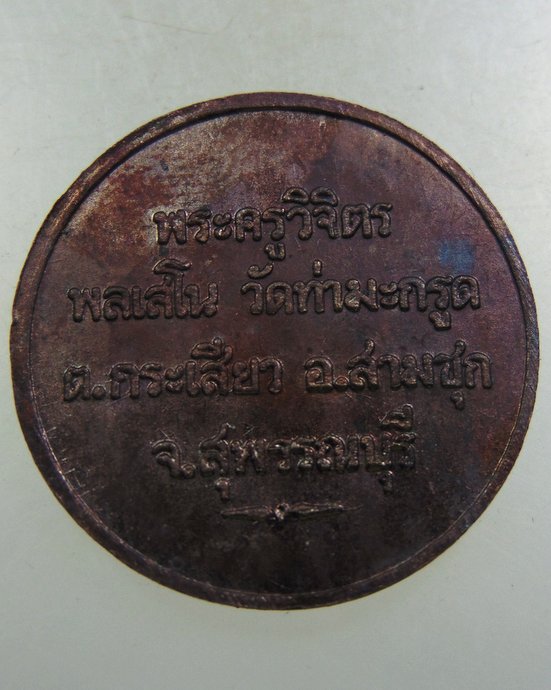 พระครูวิจิตร
พลเสโน วัดท่ามะกรูด
ต.กระเสียว อ.สามชุก
จ.สุพรรณบุรี